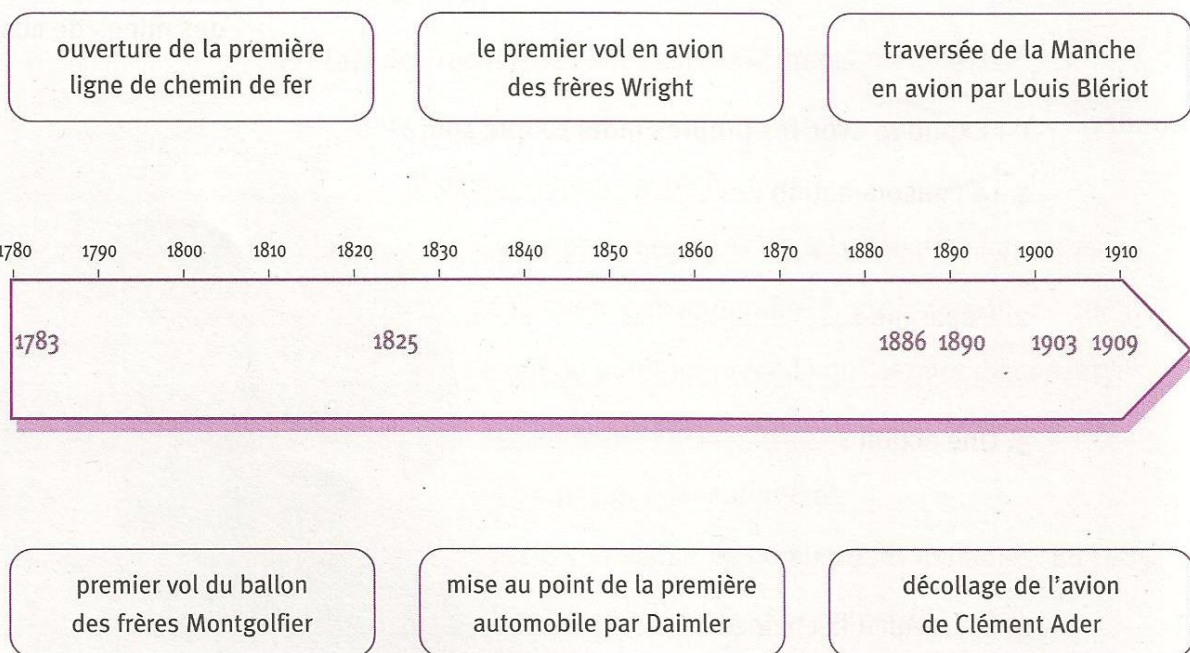 des mines de
ouverture de la première
ligne de chemin de fer
le premier vol en avion
des frères Wright
traversée de la Manche
en avion par Louis Blériot
1780 1790 1800 1810 1820 1830 1840 1850 1860 1870 1880 1890 1900 1910
1783 1825 1886 1890 1903 1909
premier vol du ballon
des frères Montgolfier
mise au point de la première
automobile par Daimler
décollage de l'avion
de Clément Ader